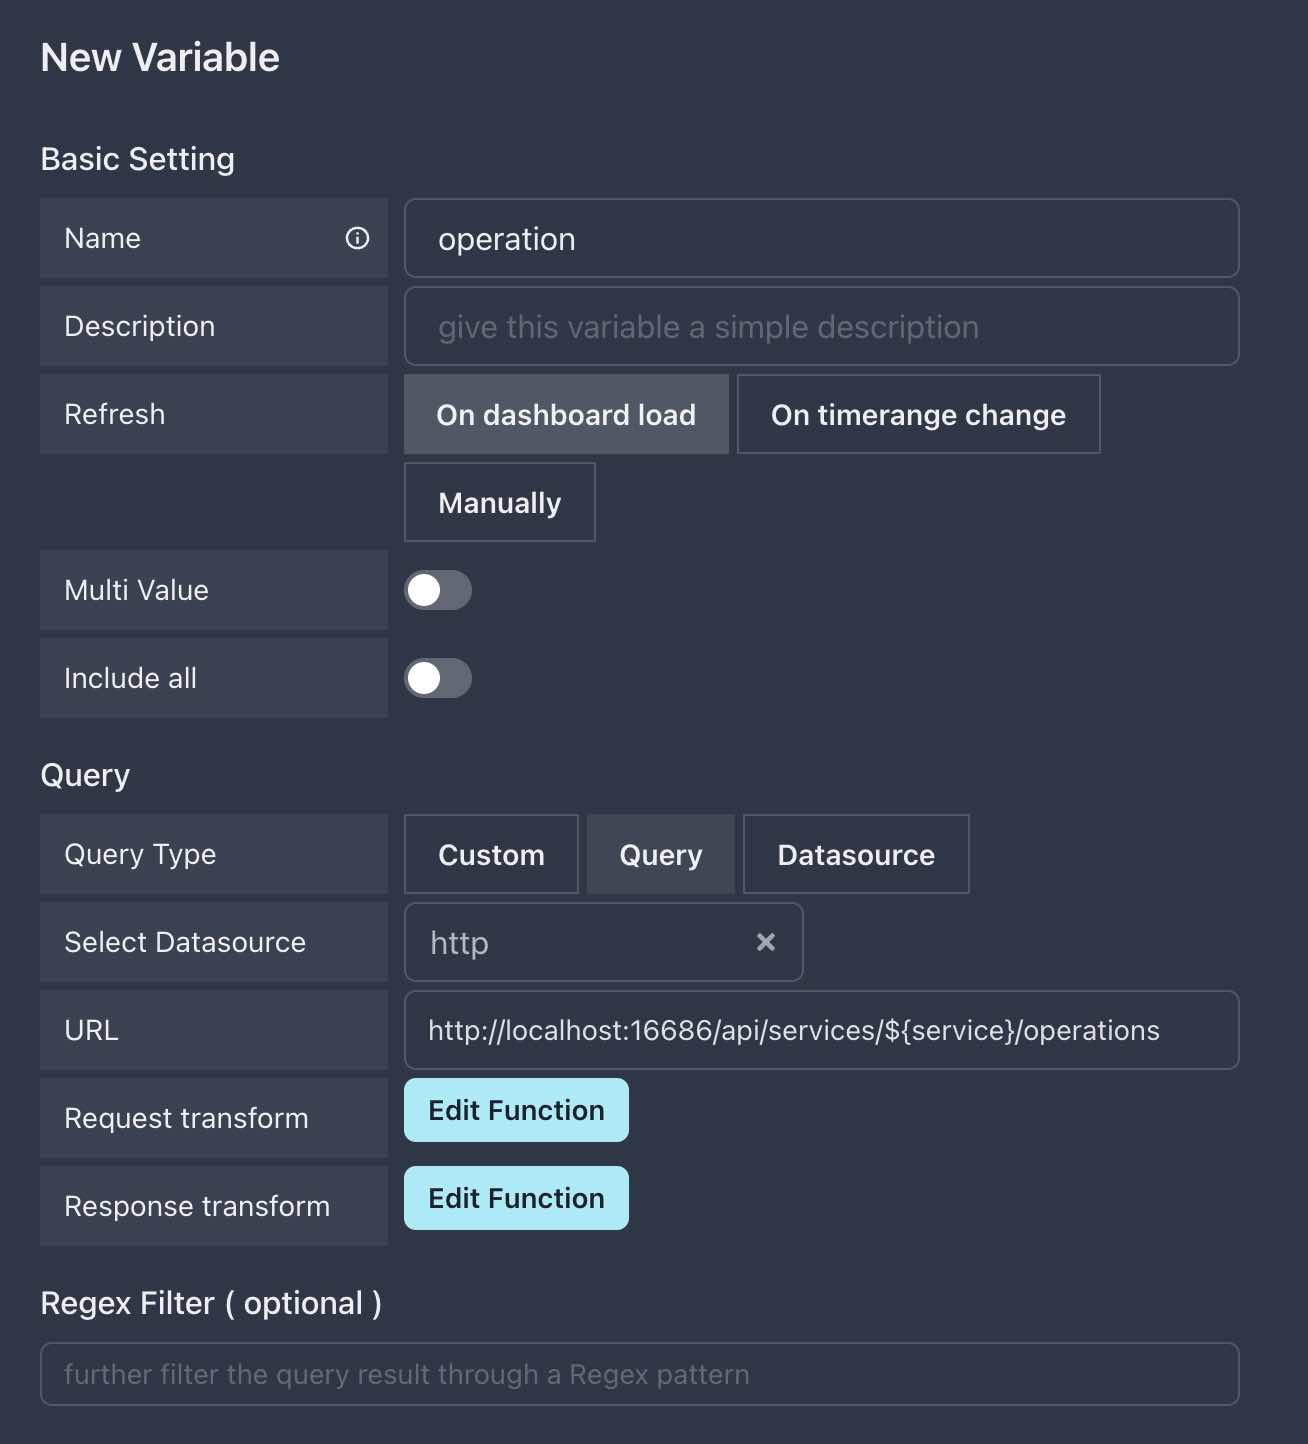 New Variable
Basic Setting
Name
operation
Description
give this variable a simple description
Refresh
On dashboard load
On timerange change
Manually
Multi Value
Include all
Query
Query Type
Custom
Query
Datasource
Select Datasource
http
URL
http://localhost:16686/api/services/${service}/operations
Request transform
Edit Function
Response transform
Edit Function
Regex Filter ( optional )
further filter the query result through a Regex pattern